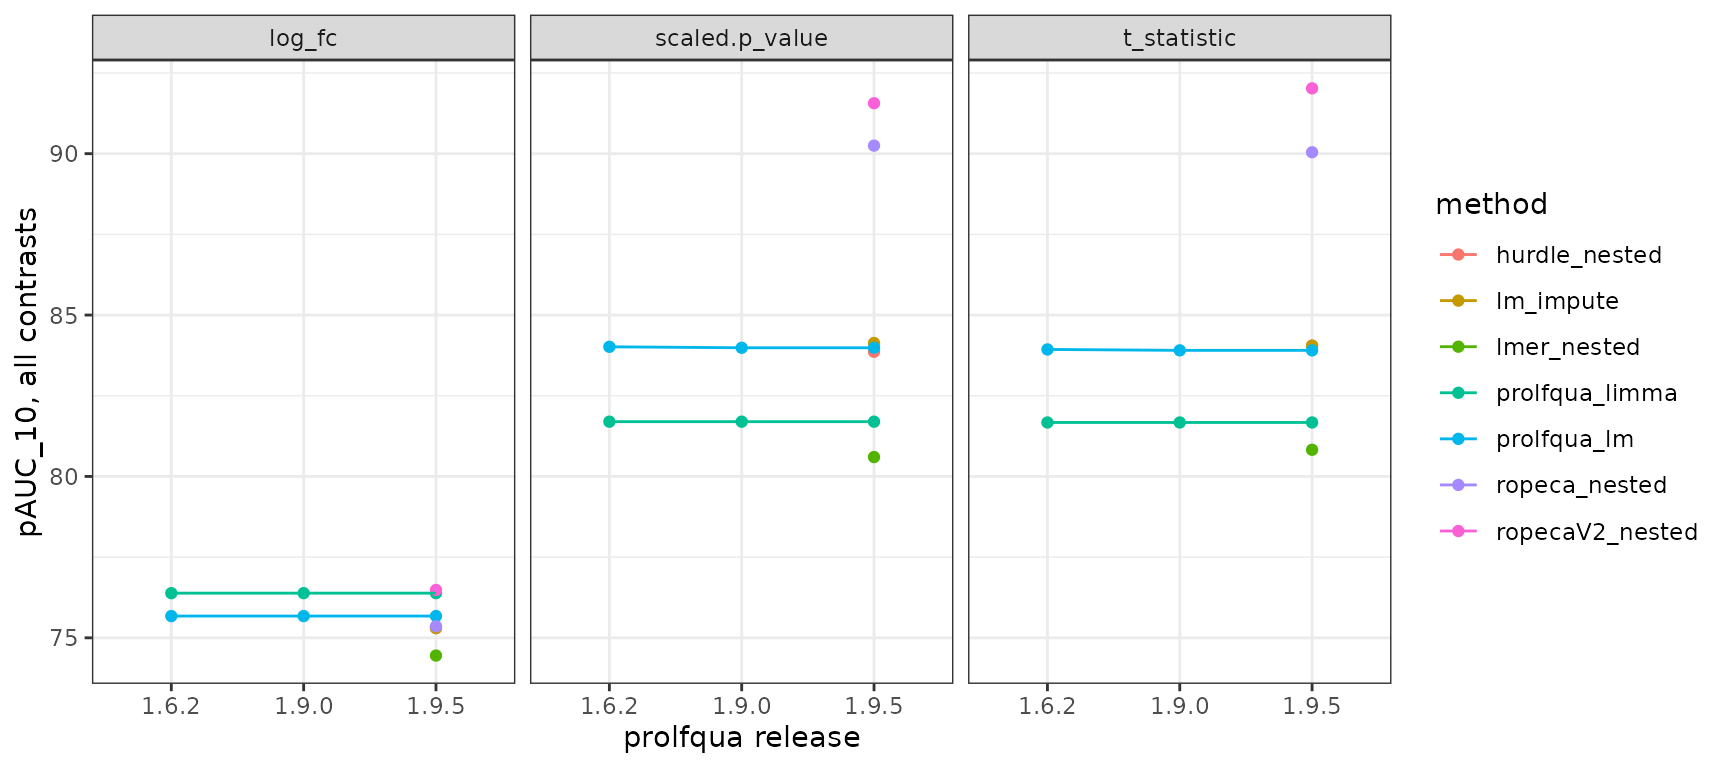 log_fc
scaled.p_value
t_statistic
pAUC_10, all contrasts
90
85
80
75
1.6.2
1.9.0
1.9.5
1.6.2
1.9.0
1.9.5
1.6.2
1.9.0
1.9.5
prolfqua release
method
hurdle_nested
lm_impute
lmer_nested
prolfqua_limma
prolfqua_lm
ropeca_nested
ropecaV2_nested